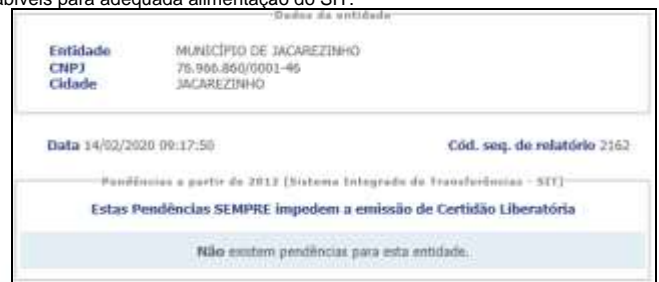 cabíveis para adequada alimentação do SIT.
Dados da entidade
Entidade MUNICÍPIO DE JACAREZINHO
CNPJ 76.966.860/0001-46
Cidade JACAREZINHO
Data 14/02/2020 09:17:50 Cód. seq. de relatório 2162
Pendências a partir de 2012 [Sistema Integrado de Transferências - SIT]
Estas Pendências SEMPRE impedem a emissão de Certidão Liberatória
Não existem pendências para esta entidade.